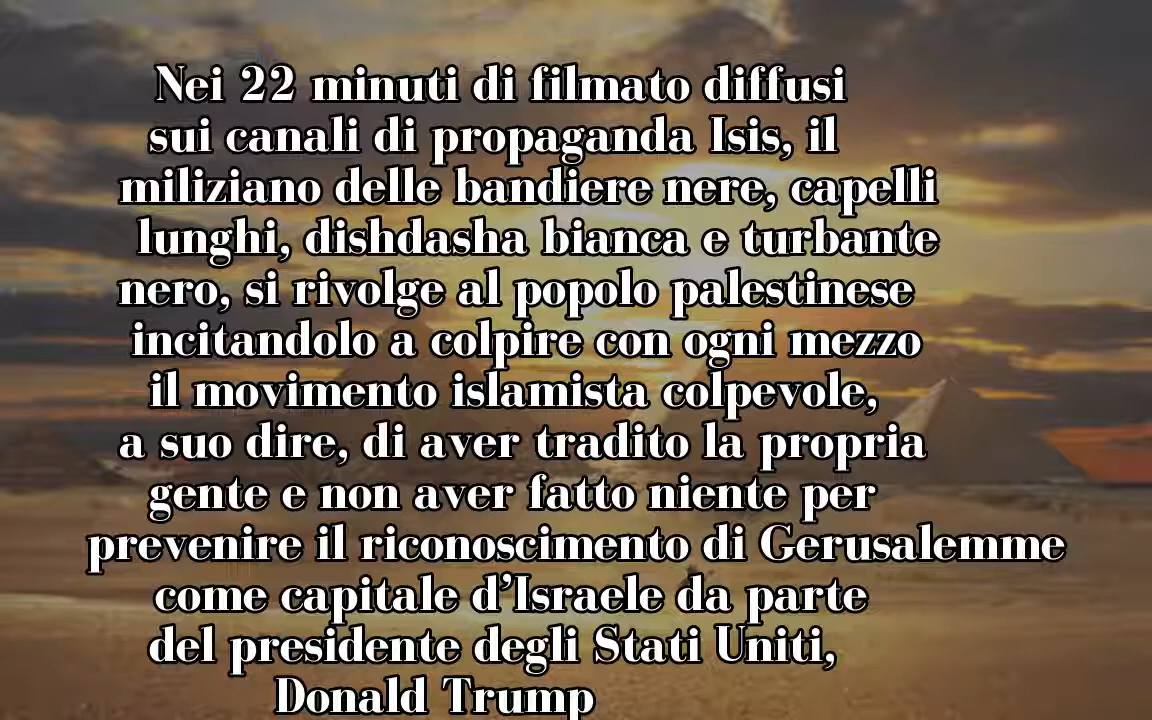 Nei 22 minuti di filmato diffusi
sui canali di propaganda Isis, il
miliziano delle bandiere nere, capelli
lunghi, dishdasha bianca e turbante
nero, si rivolge al popolo palestinese
incitandolo a colpire con ogni mezzo
il movimento islamista colpevole,
a suo dire, di aver tradito la propria
gente e non aver fatto niente per
prevenire il riconoscimento di Gerusalemme
come capitale d’Israele da parte
del presidente degli Stati Uniti,
Donald Trump